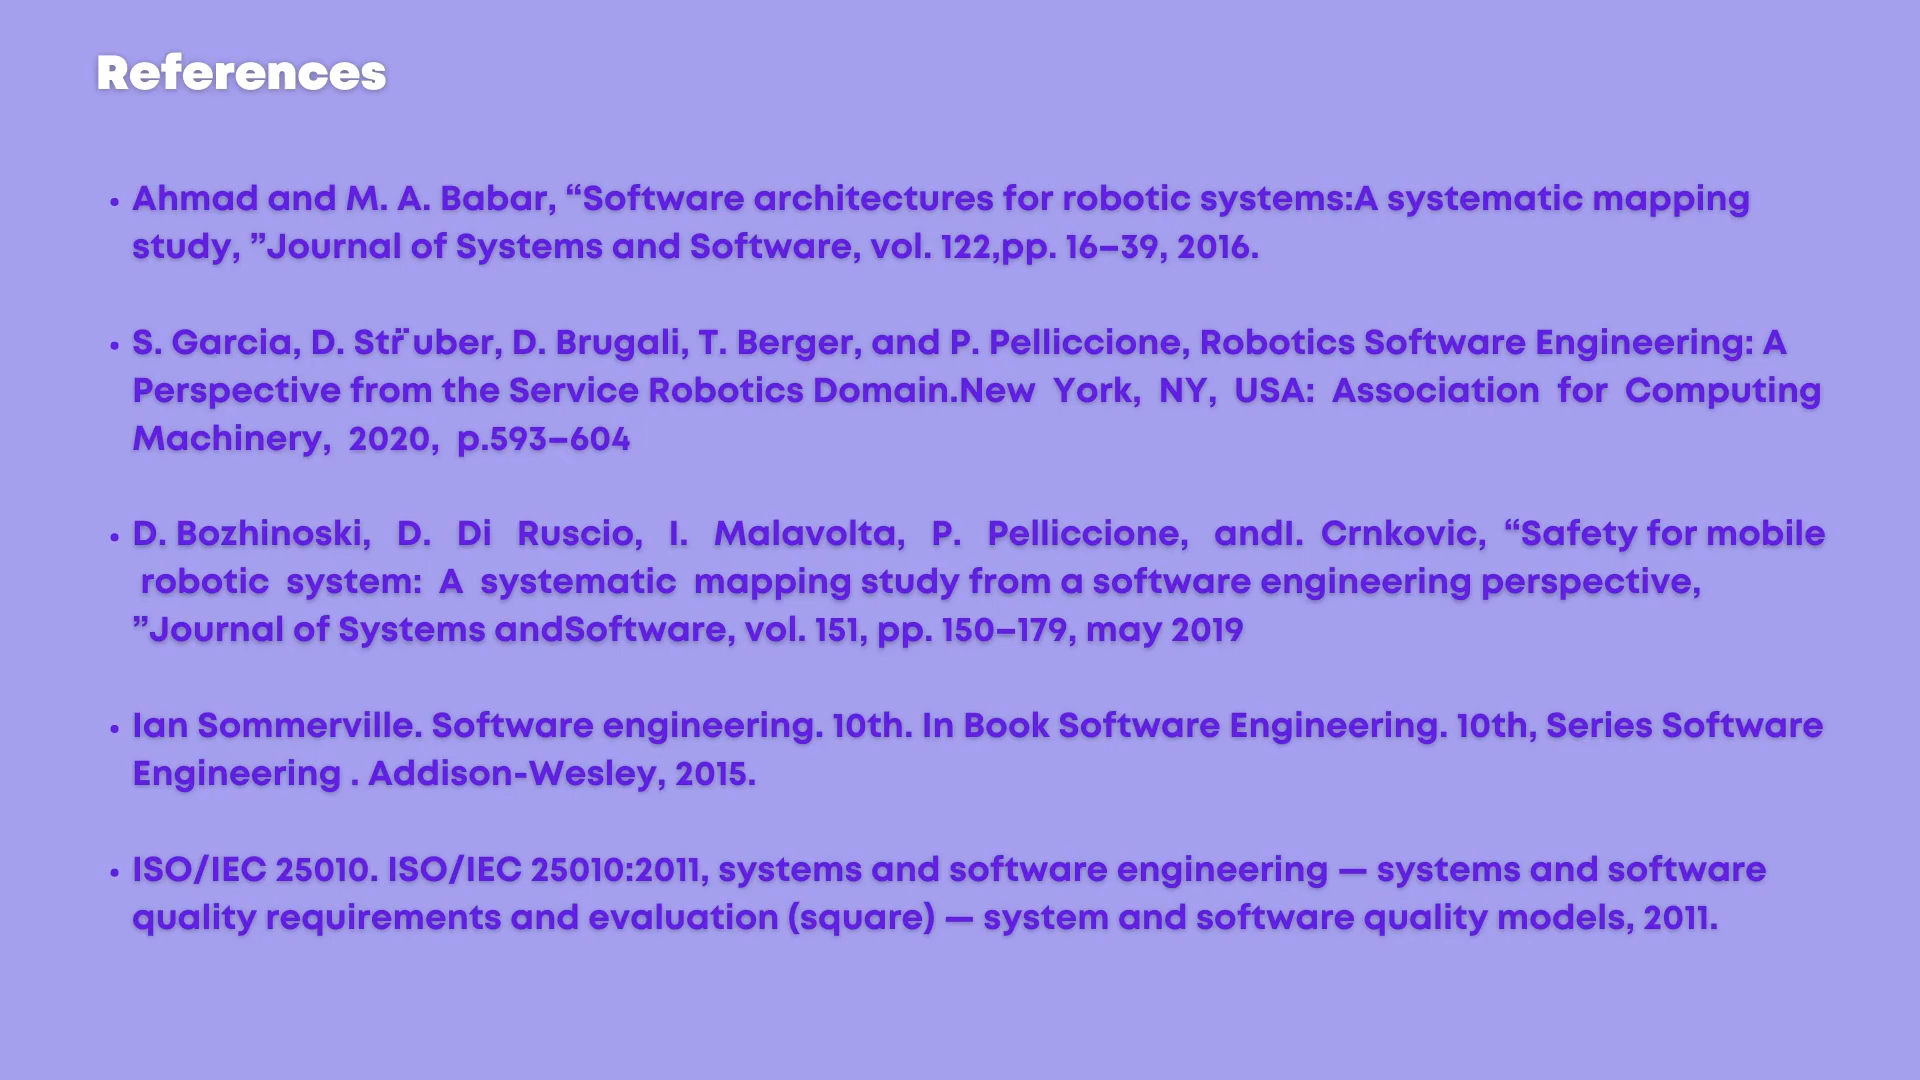 References
• Ahmad and M. A. Babar, “Software architectures for robotic systems:A systematic mapping
study, ”Journal of Systems and Software, vol. 122,pp. 16–39, 2016.
• S. Garcia, D. Str̈uber, D. Brugali, T. Berger, and P. Pelliccione, Robotics Software Engineering: A
Perspective from the Service Robotics Domain.New York, NY, USA: Association for Computing
Machinery, 2020, p.593–604
• D. Bozhinoski, D. Di Ruscio, I. Malavolta, P. Pelliccione, andI. Crnkovic, “Safety for mobile
robotic system: A systematic mapping study from a software engineering perspective,
”Journal of Systems andSoftware, vol. 151, pp. 150–179, may 2019
• Ian Sommerville. Software engineering. 10th. In Book Software Engineering. 10th, Series Software
Engineering . Addison-Wesley, 2015.
• ISO/IEC 25010. ISO/IEC 25010:2011, systems and software engineering — systems and software
quality requirements and evaluation (square) — system and software quality models, 2011.